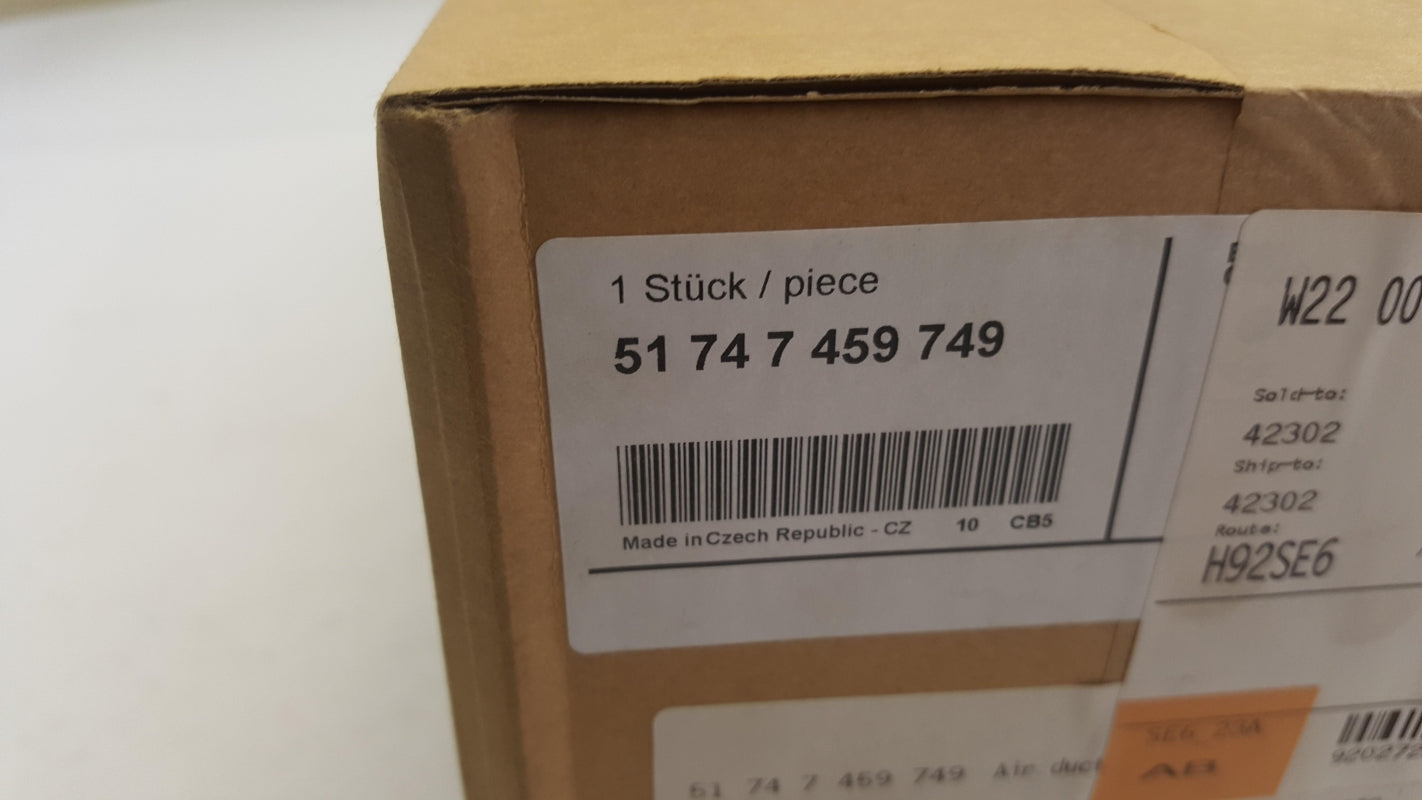 1 Stück / piece
51 74 7 459 749
Made in Czech Republic - CZ 10 CB5
W22 00
Sold-to:
42302
Ship-to:
42302
Route:
H92SE6
SE6 23A
AB
920272
51 74 7 459 749 Air duct